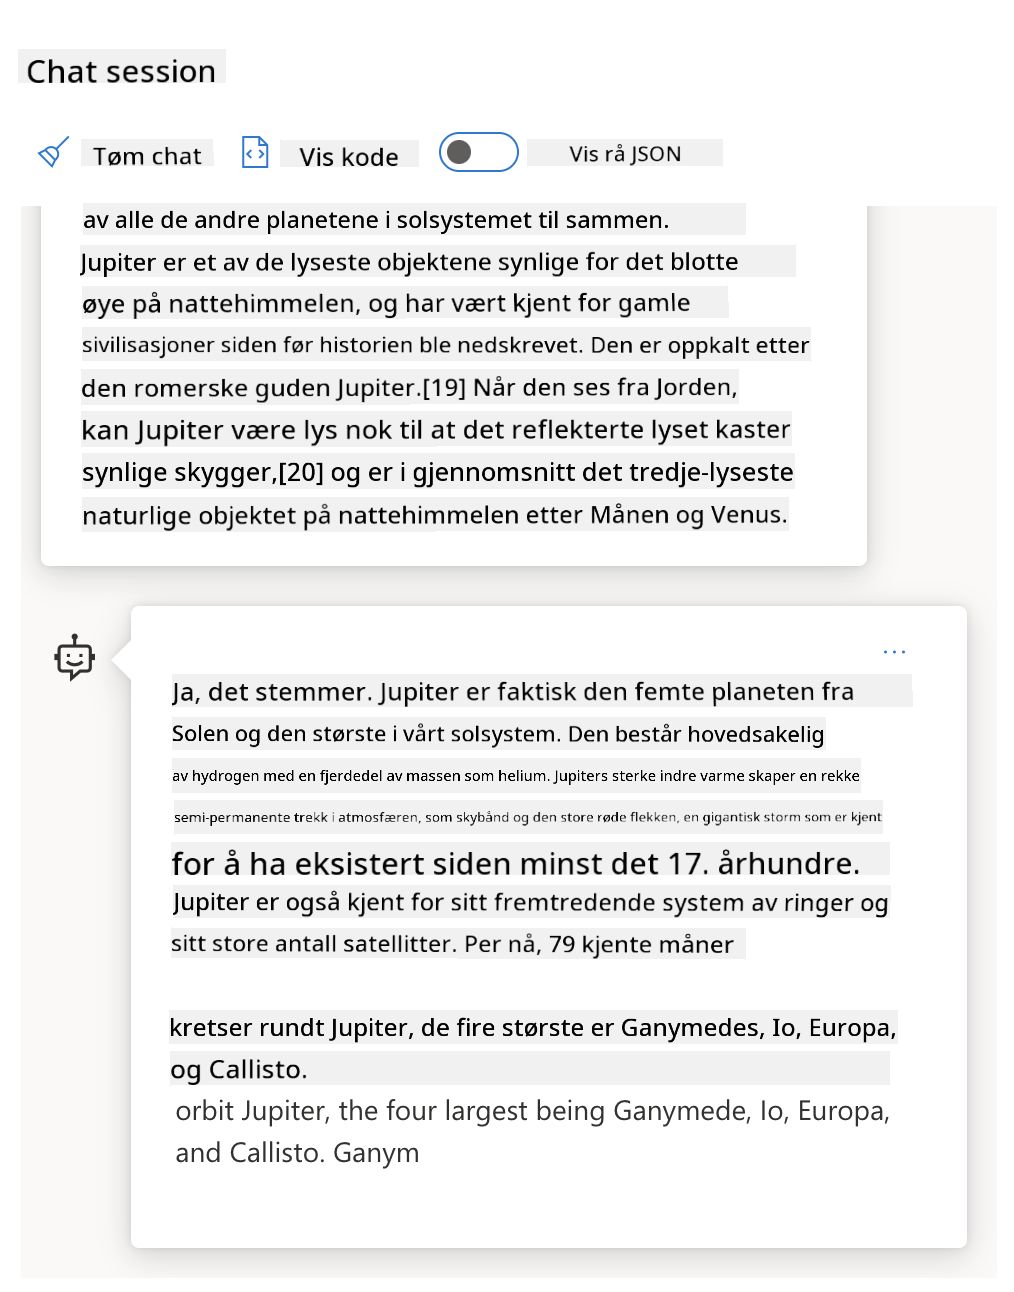 Chat session
Tøm chat
Vis kode
Vis rå JSON
av alle de andre planetene i solsystemet til sammen.
Jupiter er et av de lyseste objektene synlige for det blotte
øye på nattehimmelen, og har vært kjent for gamle
sivilisasjoner siden før historien ble nedskrevet. Den er oppkalt etter
den romerske guden Jupiter.[19] Når den ses fra Jorden,
kan Jupiter være lys nok til at det reflekterte lyset kaster
synlige skygger,[20] og er i gjennomsnitt det tredje-lyseste
naturlige objektet på nattehimmelen etter Månen og Venus.
...
Ja, det stemmer. Jupiter er faktisk den femte planeten fra
Solen og den største i vårt solsystem. Den består hovedsakelig
av hydrogen med en fjerdedel av massen som helium. Jupiters sterke indre varme skaper en rekke
semi-permanente trekk i atmosfæren, som skybånd og den store røde flekken, en gigantisk storm som er kjent
for å ha eksistert siden minst det 17. århundre.
Jupiter er også kjent for sitt fremtredende system av ringer og
sitt store antall satellitter. Per nå, 79 kjente måner
kretser rundt Jupiter, de fire største er Ganymedes, Io, Europa,
og Callisto.
orbit Jupiter, the four largest being Ganymede, Io, Europa,
and Callisto. Ganym